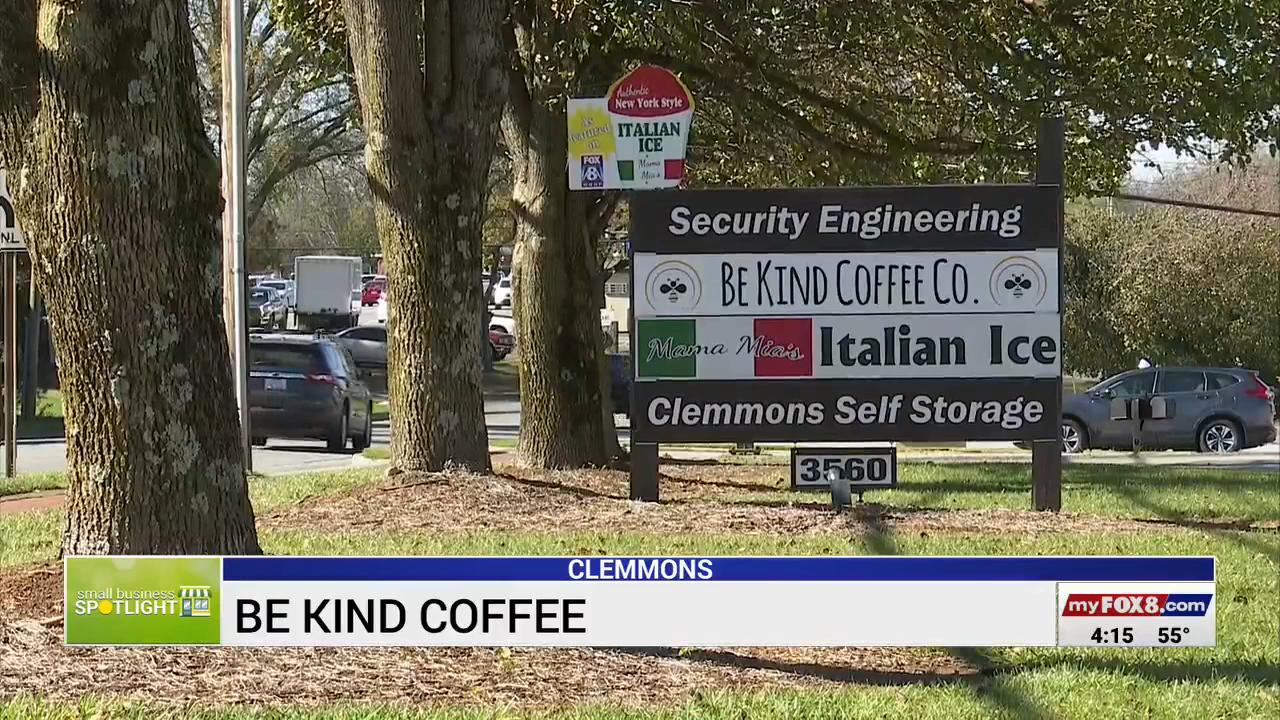 Authentic
New York Style
As
featured
on
ITALIAN
ICE
FOX
8
Mama
Mia's
NL
Security Engineering
BE KIND COFFEE CO.
Mama Mia's Italian Ice
Clemmons Self Storage
3560
CLEMMONS
small business
SPOTLIGHT
BE KIND COFFEE
myFOX8.com
4:15 55°